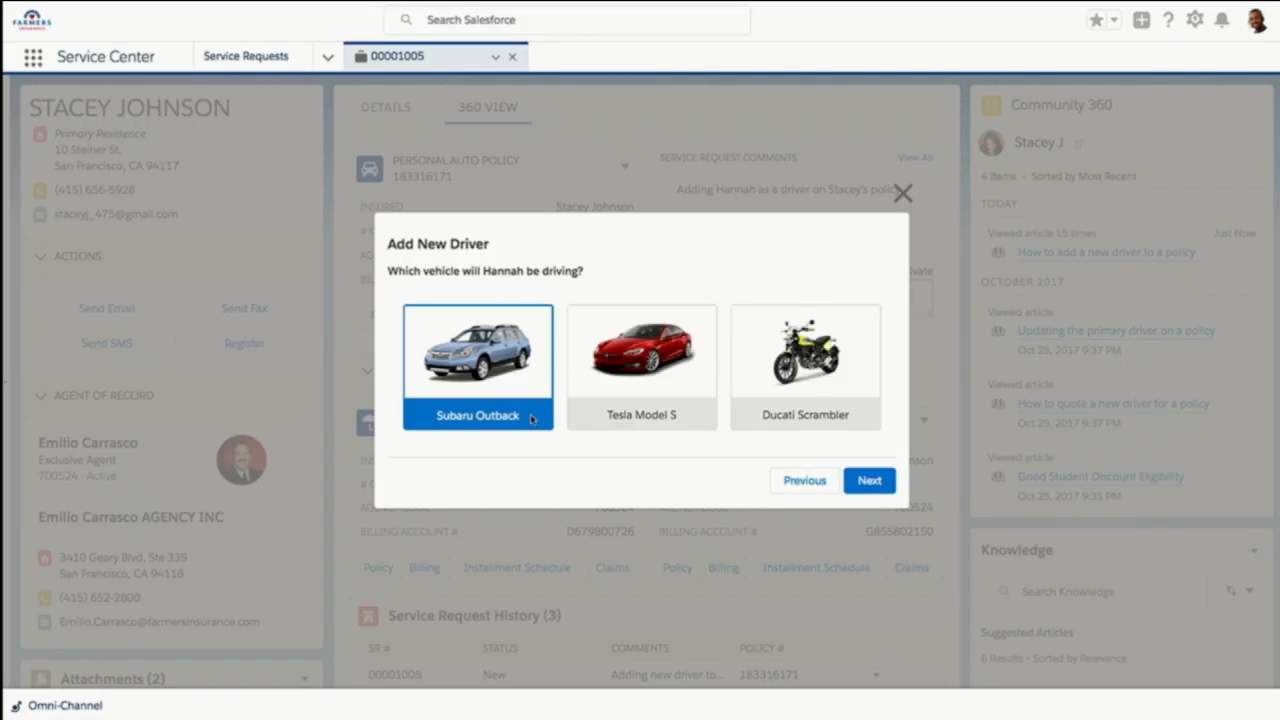 FARMERS
INSURANCE
Search Salesforce
Service Center
Service Requests
00001005
STACEY JOHNSON
Primary Residence
10 Steiner St.
San Francisco, CA 94117
(415) 656-5928
staceyj_475@gmail.com
ACTIONS
Send Email
Send Fax
Send SMS
Register
AGENT OF RECORD
Emilio Carrasco
Exclusive Agent
700524 - Active
Emilio Carrasco AGENCY INC
3410 Geary Blvd, Ste 335
San Francisco, CA 94118
(415) 652-2800
Emilio.Carrasco@farmersinsurance.com
Attachments (2)
DETAILS
360 VIEW
PERSONAL AUTO POLICY
183316171
INSURED
Stacey Johnson
SERVICE REQUEST COMMENTS
View All
Adding Hannah as a driver on Stacey's polic
Add New Driver
Which vehicle will Hannah be driving?
Subaru Outback
Tesla Model S
Ducati Scrambler
Previous
Next
BILLING ACCOUNT #
D679800726
BILLING ACCOUNT #
G655802150
Policy
Billing
Installment Schedule
Claims
Policy
Billing
Installment Schedule
Claims
Service Request History (3)
SR #
STATUS
COMMENTS
POLICY #
00001005
New
Adding new driver to...
183316171
Community 360
Stacey J
4 Items • Sorted by Most Recent
TODAY
Viewed article 15 times
Just Now
How to add a new driver to a policy
OCTOBER 2017
Viewed article
Updating the primary driver on a policy
Oct 25, 2017 9:37 PM
Viewed article
How to quote a new driver for a policy
Oct 25, 2017 9:37 PM
Viewed article
Good Student Discount Eligibility
Oct 25, 2017 9:31 PM
Knowledge
Search Knowledge
Suggested Articles
6 Results • Sorted by Relevance
Omni-Channel